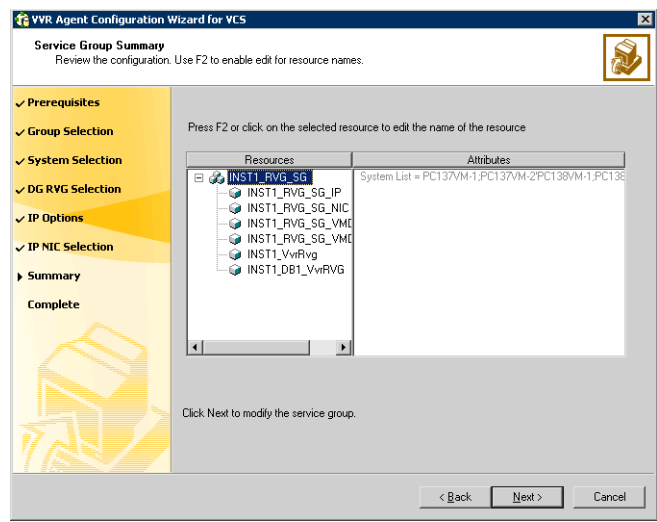 VVR Agent Configuration Wizard for VCS
Service Group Summary
Review the configuration. Use F2 to enable edit for resource names.
Prerequisites
Group Selection
System Selection
DG RVG Selection
IP Options
IP NIC Selection
Summary
Complete
Press F2 or click on the selected resource to edit the name of the resource
Resources Attributes
INST1_RVG_SG System List = PC137VM-1;PC137VM-2'PC138VM-1;PC138
INST1_RVG_SG_IP
INST1_RVG_SG_NIC
INST1_RVG_SG_VMD
INST1_RVG_SG_VMD
INST1_VvrRvg
INST1_DB1_VvrRVG
Click Next to modify the service group.
< Back Next > Cancel